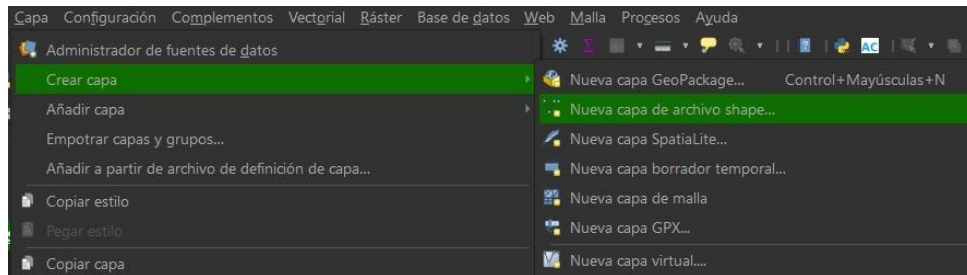 Capa Configuración Complementos Vectorial Ráster Base de datos Web Malla Procesos Ayuda
Administrador de fuentes de datos
AC
Crear capa
Añadir capa
Empotrar capas y grupos...
Añadir a partir de archivo de definición de capa...
Copiar estilo
Pegar estilo
Copiar capa
Nueva capa GeoPackage... Control+Mayúsculas+N
Nueva capa de archivo shape...
Nueva capa SpatiaLite...
Nueva capa borrador temporal...
Nueva capa de malla
Nueva capa GPX...
Nueva capa virtual....